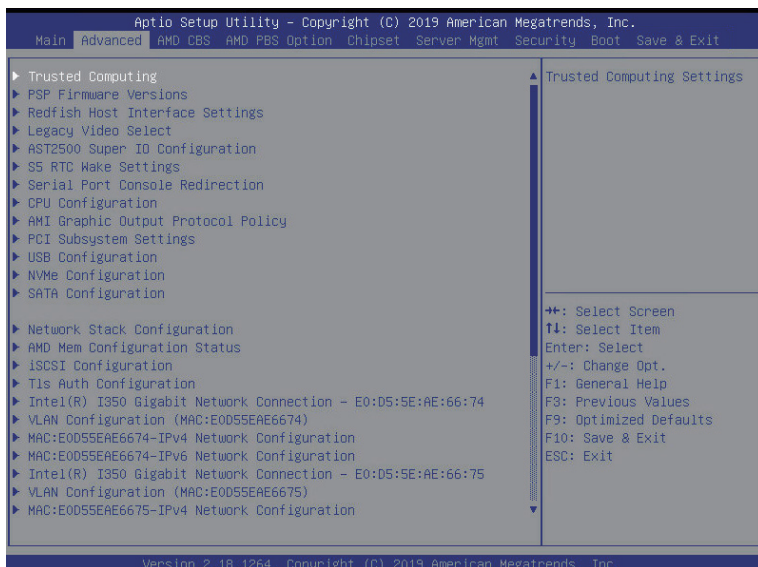 Aptio Setup Utility – Copyright (C) 2019 American Megatrends, Inc.
Main Advanced AMD CBS AMD PBS Option Chipset Server Mgmt Security Boot Save & Exit
Trusted Computing
PSP Firmware Versions
Redfish Host Interface Settings
Legacy Video Select
AST2500 Super IO Configuration
S5 RTC Wake Settings
Serial Port Console Redirection
CPU Configuration
AMI Graphic Output Protocol Policy
PCI Subsystem Settings
USB Configuration
NVMe Configuration
SATA Configuration
Network Stack Configuration
AMD Mem Configuration Status
iSCSI Configuration
Tls Auth Configuration
Intel(R) I350 Gigabit Network Connection – E0:D5:5E:AE:66:74
VLAN Configuration (MAC:E0D55EAE6674)
MAC:E0D55EAE6674-IPv4 Network Configuration
MAC:E0D55EAE6674-IPv6 Network Configuration
Intel(R) I350 Gigabit Network Connection – E0:D5:5E:AE:66:75
VLAN Configuration (MAC:E0D55EAE6675)
MAC:E0D55EAE6675-IPv4 Network Configuration
Trusted Computing Settings
→←: Select Screen
↑↓: Select Item
Enter: Select
+/-: Change Opt.
F1: General Help
F3: Previous Values
F9: Optimized Defaults
F10: Save & Exit
ESC: Exit
Version 2.18.1264. Copyright (C) 2019 American Megatrends, Inc.